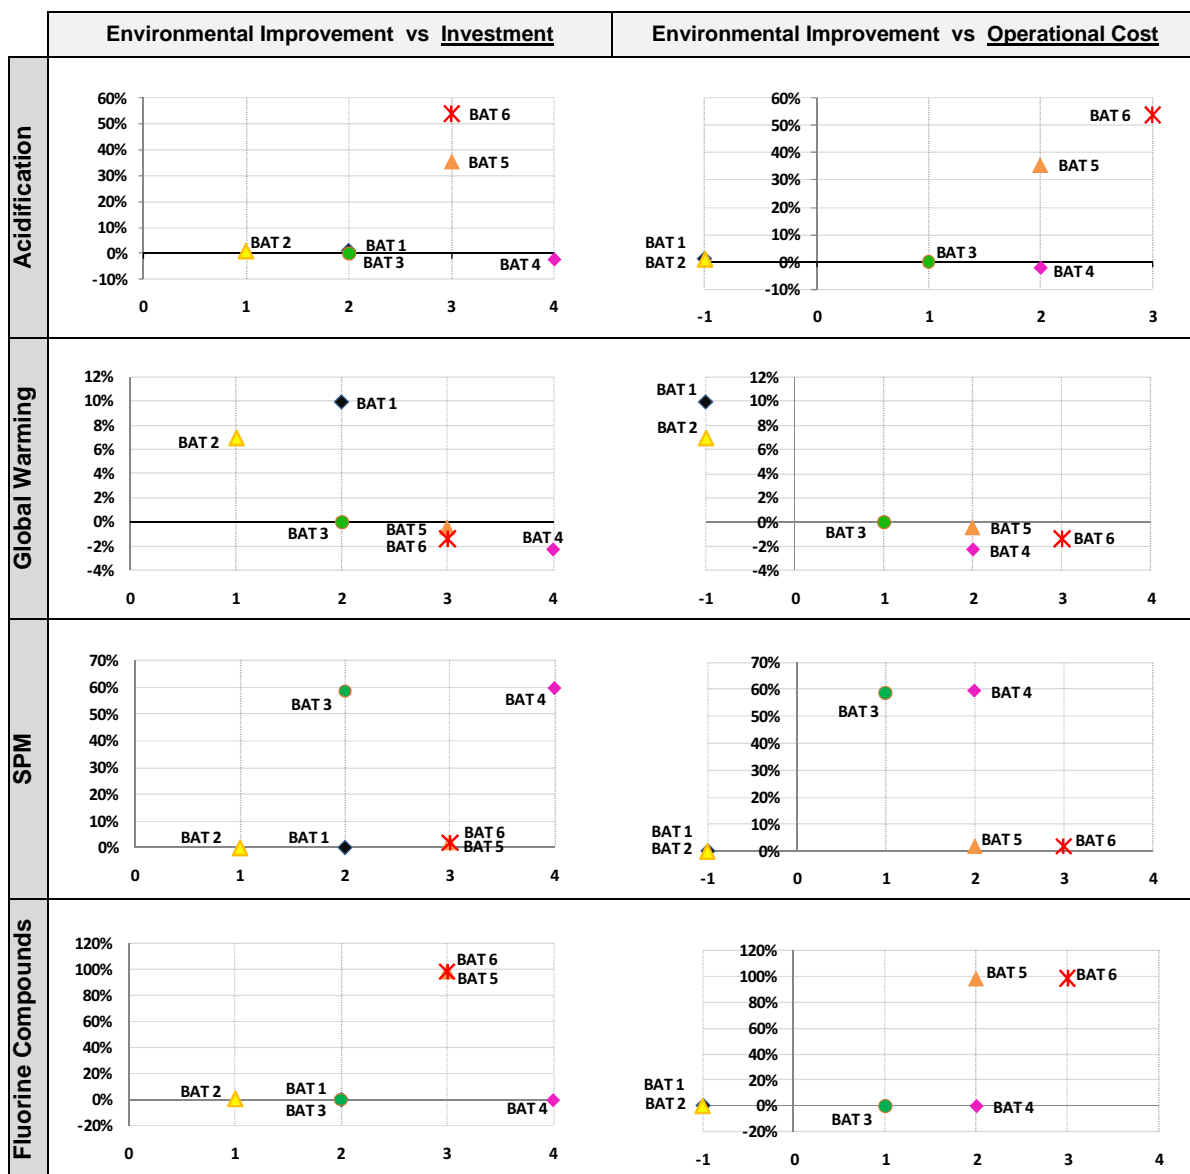 Environmental Improvement vs Investment
Environmental Improvement vs Operational Cost
Acidification
60%
50%
40%
30%
20%
10%
0%
-10%
0 1 2 3 4
BAT 6
BAT 5
BAT 2
BAT 1
BAT 3
BAT 4
60%
50%
40%
30%
20%
10%
0%
-10%
-1 0 1 2 3
BAT 6
BAT 5
BAT 1
BAT 2
BAT 3
BAT 4
Global Warming
12%
10%
8%
6%
4%
2%
0%
-2%
-4%
0 1 2 3 4
BAT 1
BAT 2
BAT 3
BAT 5
BAT 6
BAT 4
12%
10%
8%
6%
4%
2%
0%
-2%
-4%
-1 0 1 2 3 4
BAT 1
BAT 2
BAT 3
BAT 5
BAT 4
BAT 6
SPM
70%
60%
50%
40%
30%
20%
10%
0%
0 1 2 3 4
BAT 3
BAT 4
BAT 2
BAT 1
BAT 6
BAT 5
70%
60%
50%
40%
30%
20%
10%
0%
-1 0 1 2 3 4
BAT 3
BAT 4
BAT 1
BAT 2
BAT 5
BAT 6
Fluorine Compounds
120%
100%
80%
60%
40%
20%
0%
-20%
0 1 2 3 4
BAT 6
BAT 5
BAT 2
BAT 1
BAT 3
BAT 4
120%
100%
80%
60%
40%
20%
0%
-20%
-1 0 1 2 3 4
BAT 5
BAT 6
BAT 1
BAT 2
BAT 3
BAT 4